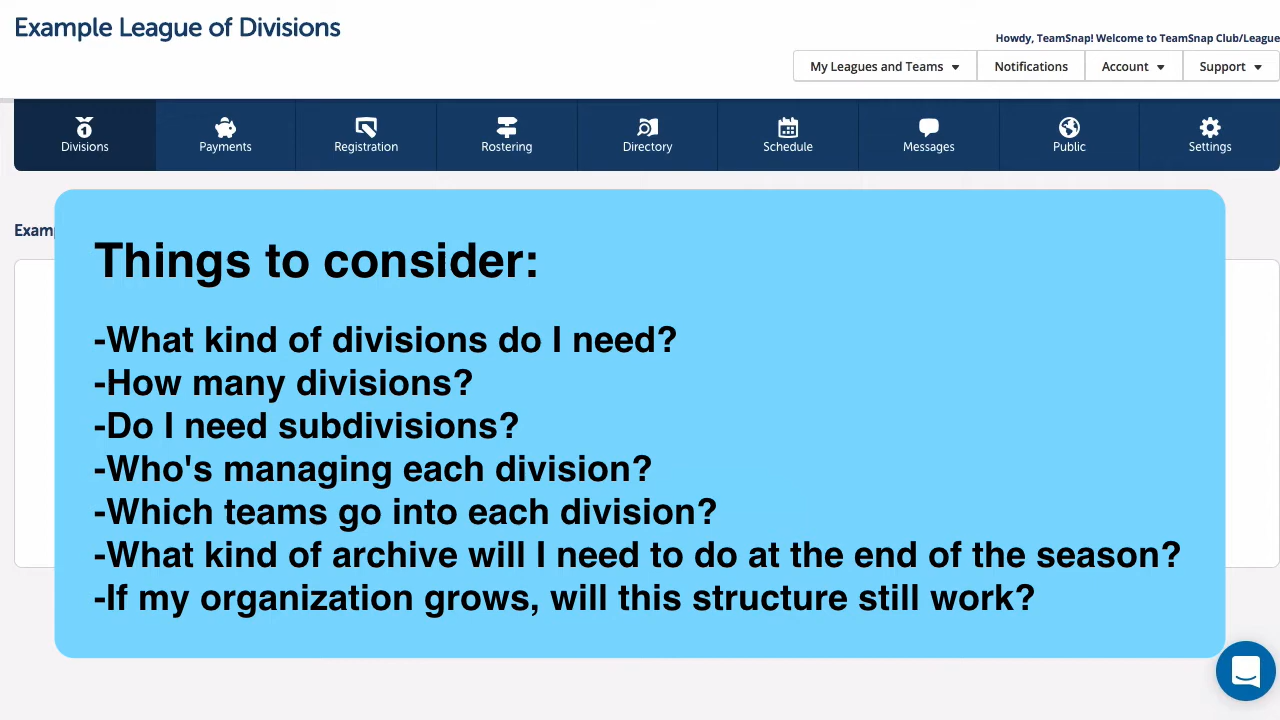 Example League of Divisions
Howdy, TeamSnap! Welcome to TeamSnap Club/League
My Leagues and Teams
Notifications
Account
Support
Divisions
Payments
Registration
Rostering
Directory
Schedule
Messages
Public
Settings
Exam
Things to consider:
-What kind of divisions do I need?
-How many divisions?
-Do I need subdivisions?
-Who's managing each division?
-Which teams go into each division?
-What kind of archive will I need to do at the end of the season?
-If my organization grows, will this structure still work?